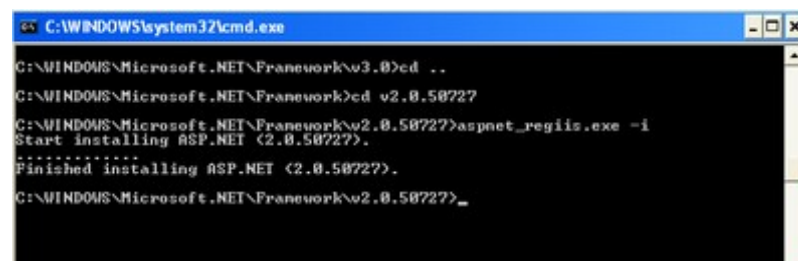 C:\WINDOWS\system32\cmd.exe
C:\WINDOWS\Microsoft.NET\Framework\v3.0>cd ..
C:\WINDOWS\Microsoft.NET\Framework>cd v2.0.50727
C:\WINDOWS\Microsoft.NET\Framework\v2.0.50727>aspnet_regiis.exe -i
Start installing ASP.NET (2.0.50727).
.............
Finished installing ASP.NET (2.0.50727).
C:\WINDOWS\Microsoft.NET\Framework\v2.0.50727>_